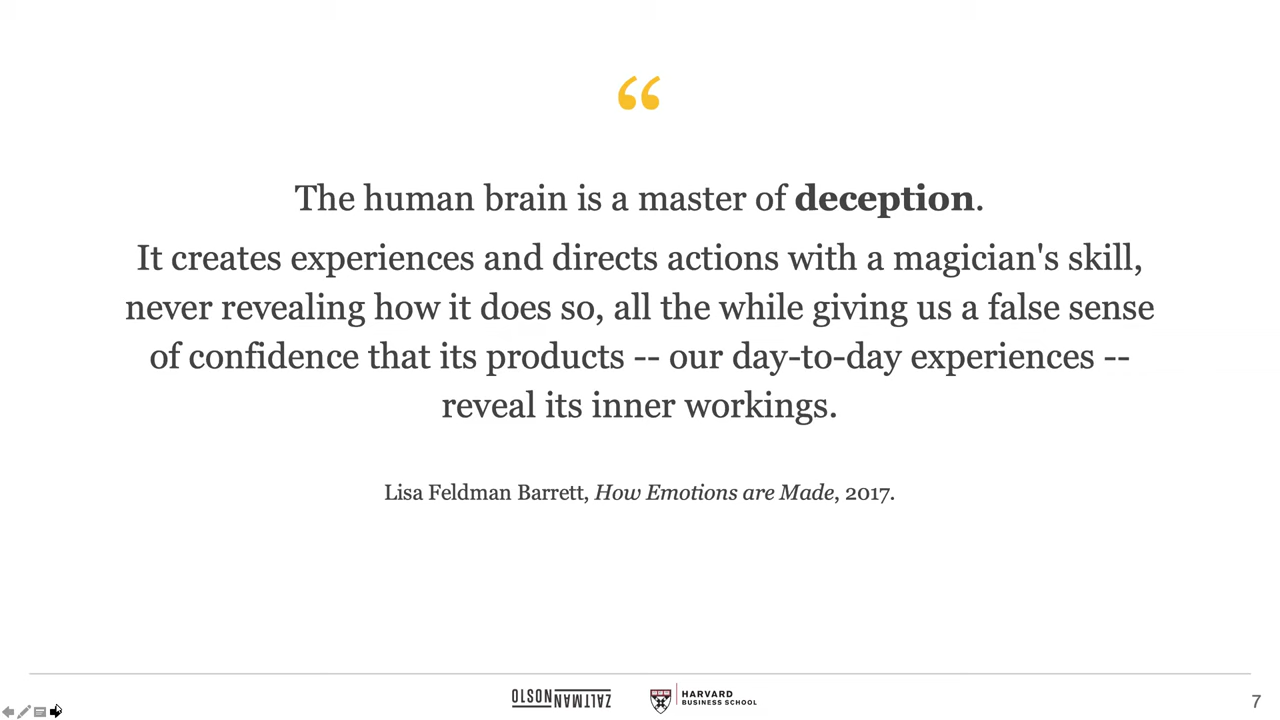 “
The human brain is a master of deception.
It creates experiences and directs actions with a magician's skill,
never revealing how it does so, all the while giving us a false sense
of confidence that its products -- our day-to-day experiences --
reveal its inner workings.
Lisa Feldman Barrett, How Emotions are Made, 2017.
OLSON ZALTMAN
HARVARD
BUSINESS SCHOOL
7